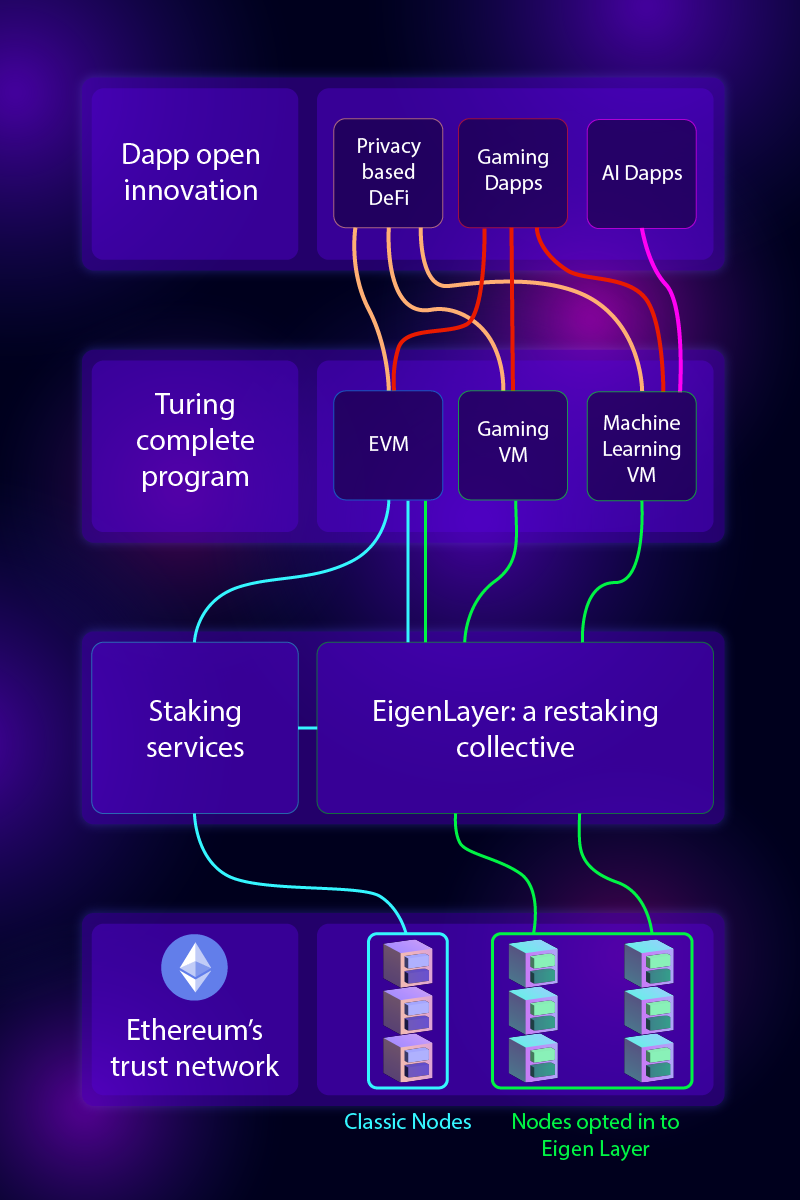 Dapp open
innovation
Privacy
based
DeFi
Gaming
Dapps
AI Dapps
Turing
complete
program
EVM
Gaming
VM
Machine
Learning
VM
Staking
services
EigenLayer: a restaking
collective
Ethereum’s
trust network
Classic Nodes
Nodes opted in to
Eigen Layer